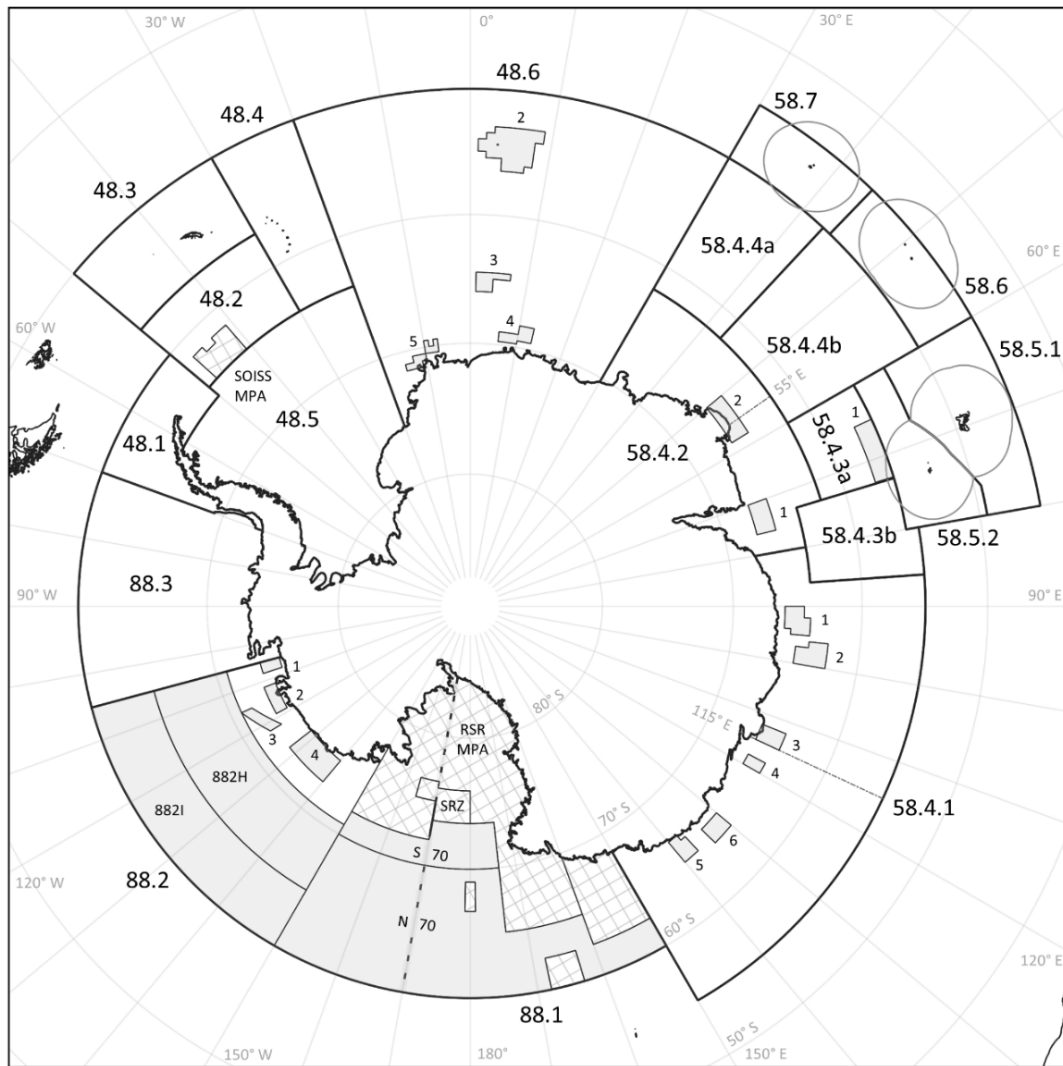 30° W
0°
30° E
48.6
58.7
48.4
2
48.3
30° W
58.4.4a
60° E
3
58.6
48.2
4
58.4.4b
58.5.1
60° W
5
SOISS
MPA
55° E
2
1
48.5
48.1
58.4.2
58.4.3a
1
58.4.3b
58.5.2
88.3
90° W
90° E
1
2
1
2
80° S
115° E
3
RSR
MPA
3
4
4
882H
SRZ
58.4.1
882I
70° S
6
S 70
5
88.2
120° W
N 70
60° S
120° E
88.1
50° S
150° W
180°
150° E